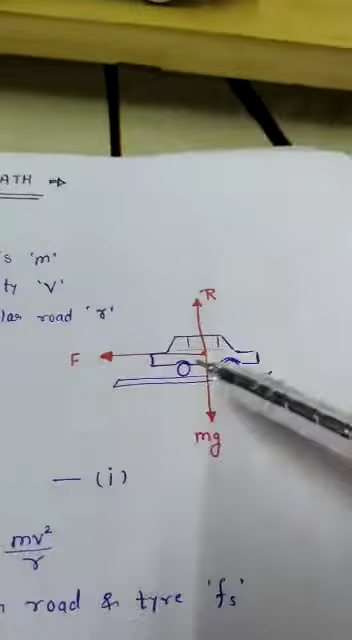 ATH ⇒
s 'm'
ty 'v'
lar road 'r'
R
F
mg
— (i)
mv²
r
road & tyre 'fs'